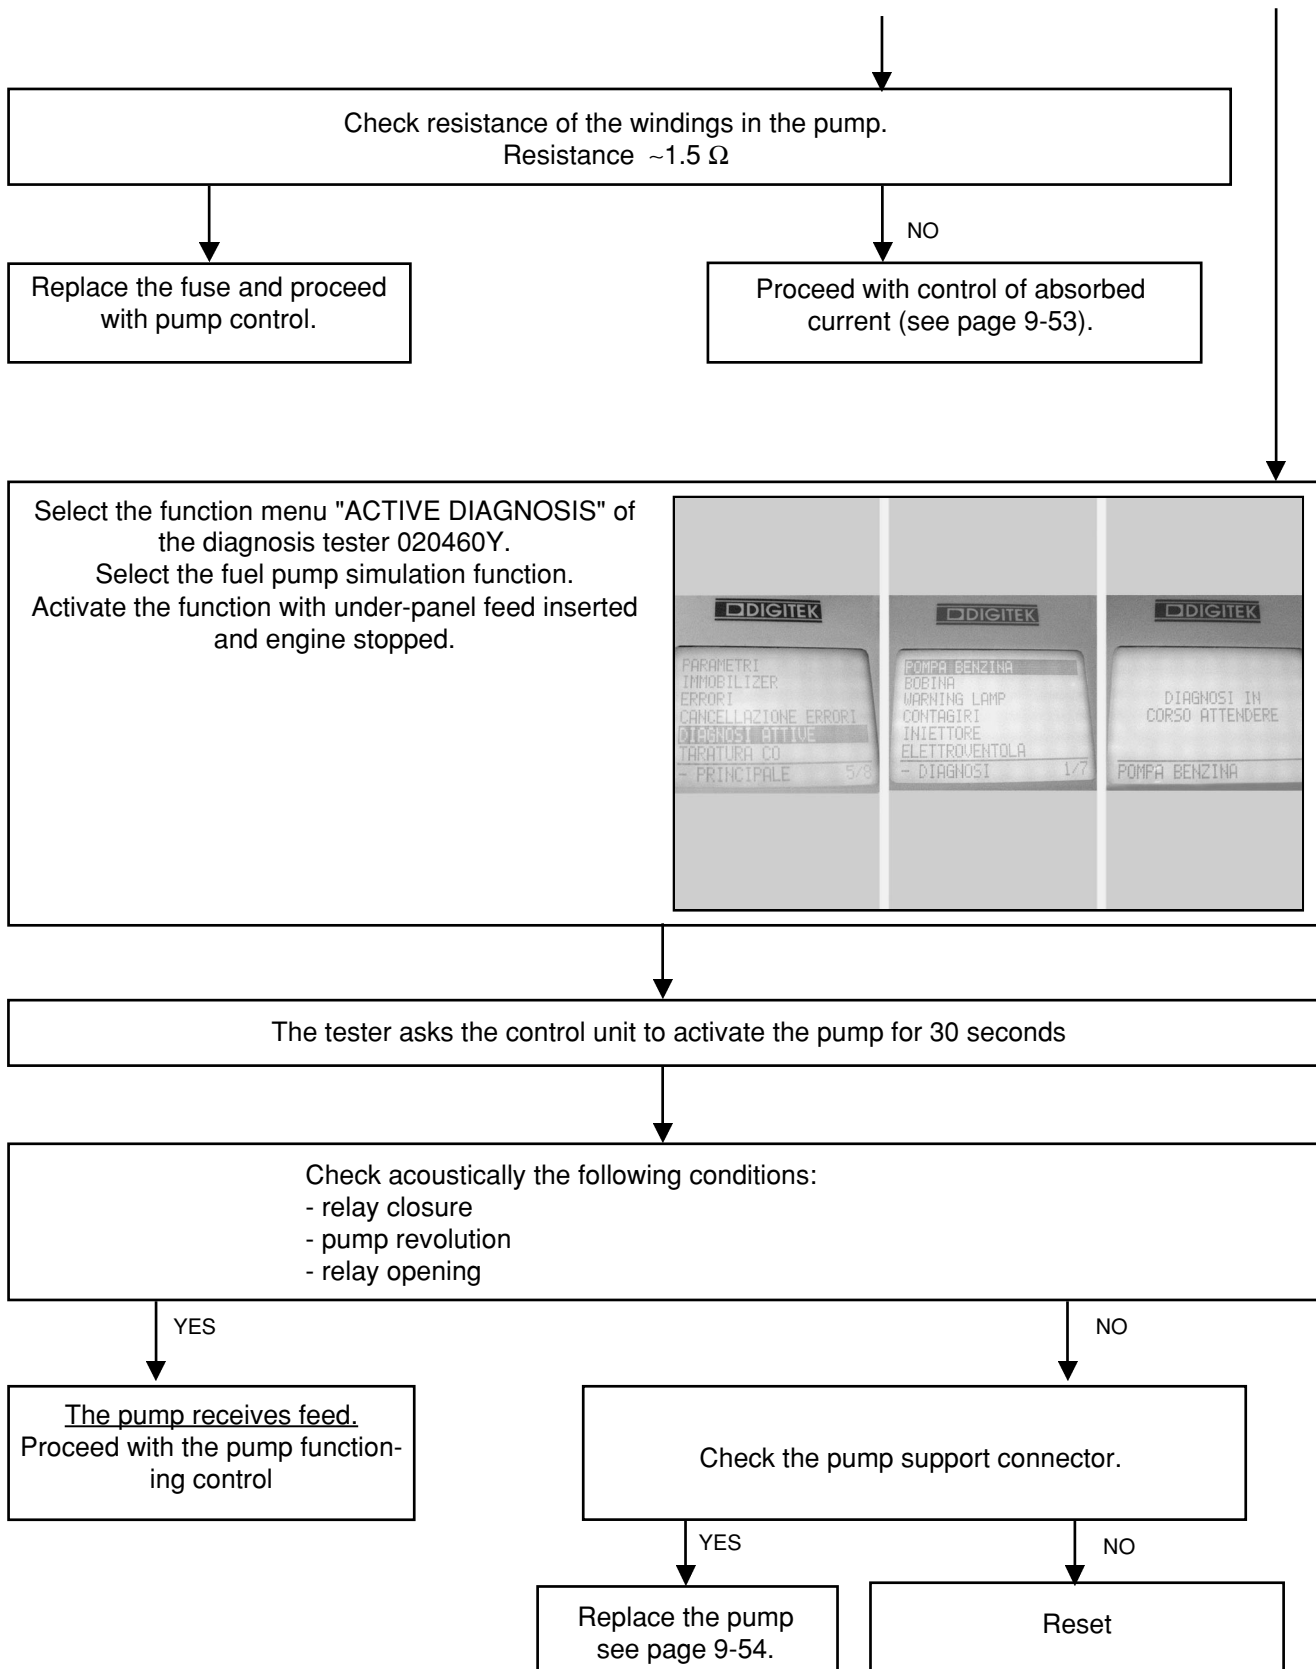 Check resistance of the windings in the pump.
Resistance ~1.5 Ω
NO
Replace the fuse and proceed
with pump control.
Proceed with control of absorbed
current (see page 9-53).
Select the function menu "ACTIVE DIAGNOSIS" of
the diagnosis tester 020460Y.
Select the fuel pump simulation function.
Activate the function with under-panel feed inserted
and engine stopped.
DIGITEK
PARAMETRI
IMMOBILIZER
ERRORI
CANCELLAZIONE ERRORI
DIAGNOSI ATTIVE
TARATURA CO
- PRINCIPALE 5/8
DIGITEK
POMPA BENZINA
BOBINA
WARNING LAMP
CONTAGIRI
INIETTORE
ELETTROVENTOLA
- DIAGNOSI 1/7
DIGITEK
DIAGNOSI IN
CORSO ATTENDERE
POMPA BENZINA
The tester asks the control unit to activate the pump for 30 seconds
Check acoustically the following conditions:
- relay closure
- pump revolution
- relay opening
YES
NO
The pump receives feed.
Proceed with the pump function-
ing control
Check the pump support connector.
YES
NO
Replace the pump
see page 9-54.
Reset